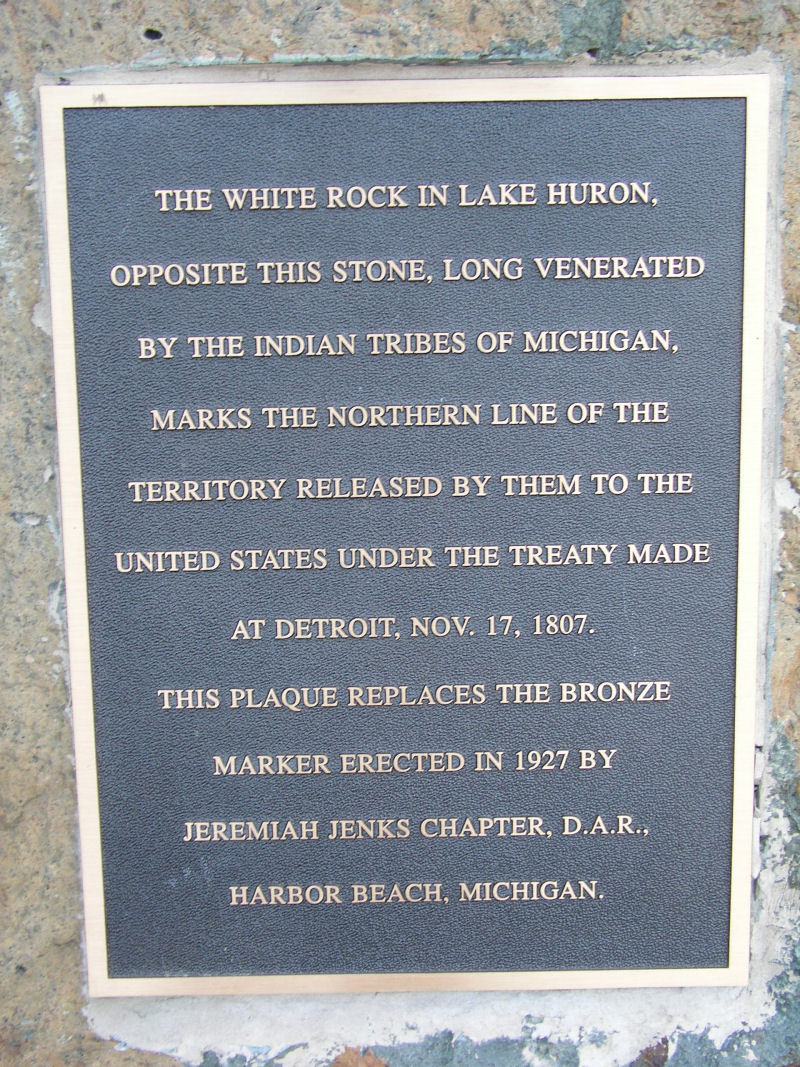 THE WHITE ROCK IN LAKE HURON,
OPPOSITE THIS STONE, LONG VENERATED
BY THE INDIAN TRIBES OF MICHIGAN,
MARKS THE NORTHERN LINE OF THE
TERRITORY RELEASED BY THEM TO THE
UNITED STATES UNDER THE TREATY MADE
AT DETROIT, NOV. 17, 1807.
THIS PLAQUE REPLACES THE BRONZE
MARKER ERECTED IN 1927 BY
JEREMIAH JENKS CHAPTER, D.A.R.,
HARBOR BEACH, MICHIGAN.